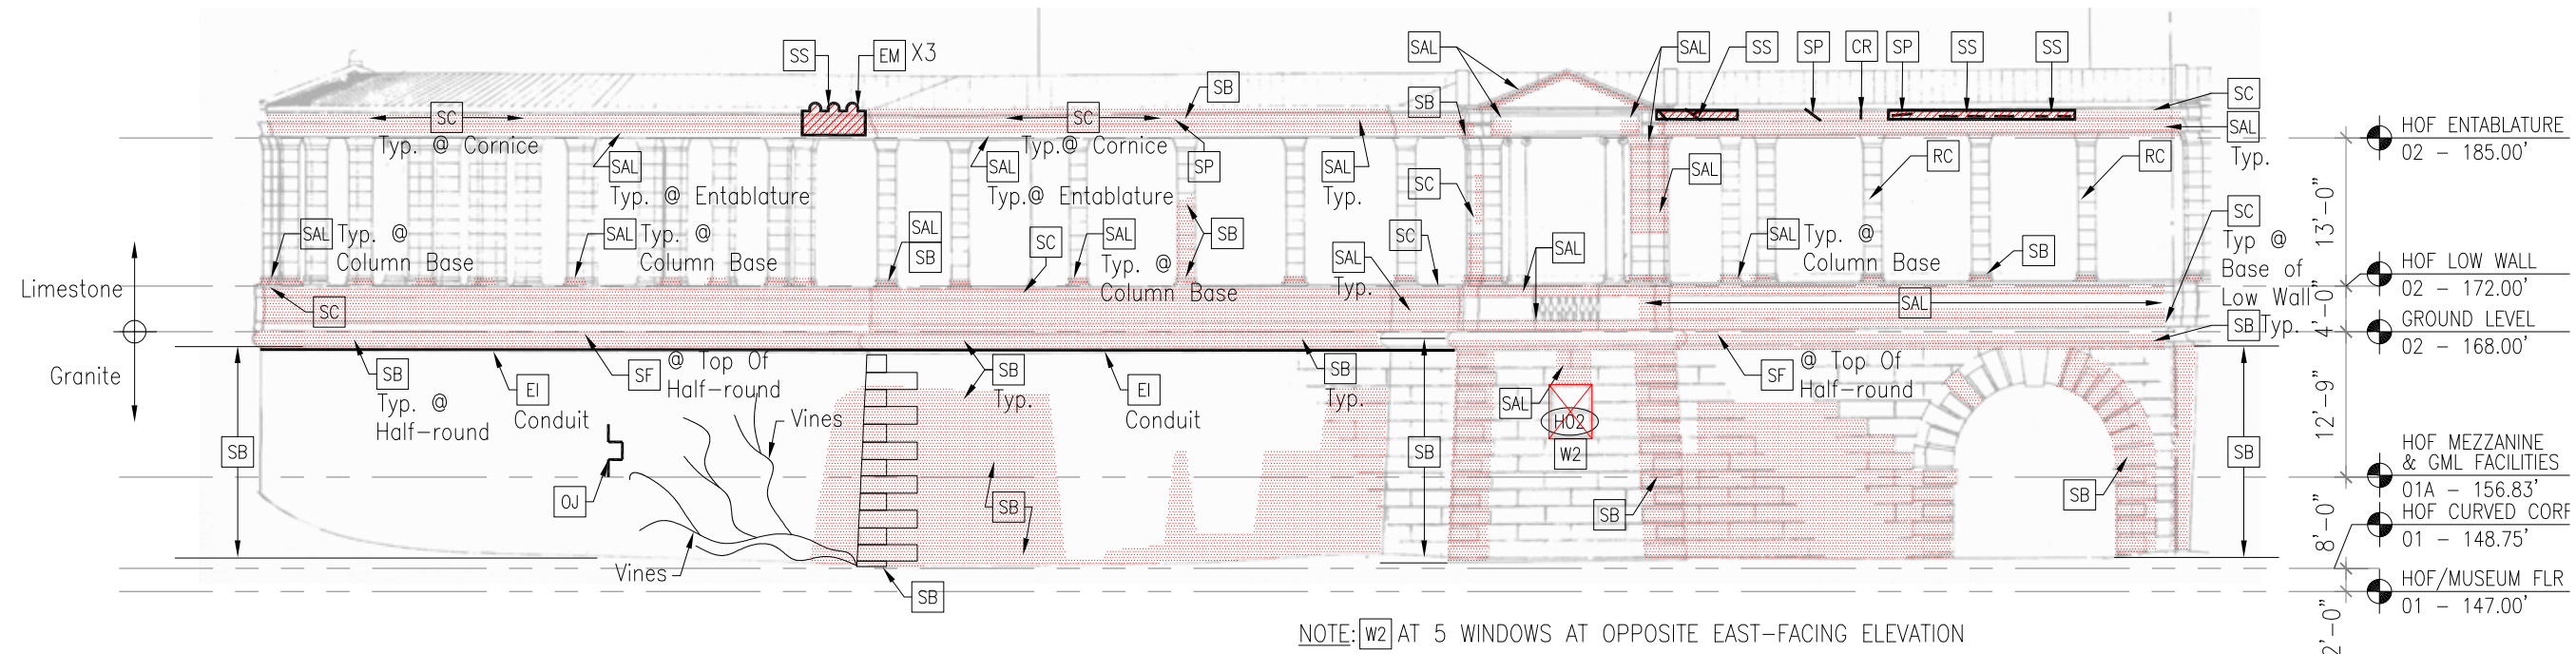 SS
EM X3
SAL
SAL
SS
SP
CR
SP
SS
SS
SB
SB
SC
SC
Typ. @ Cornice
SC
Typ.@ Cornice
SAL
Typ.
HOF ENTABLATURE
02 - 185.00'
SAL
Typ. @ Entablature
SAL
Typ.@ Entablature
SP
SAL
Typ.
SC
SAL
RC
RC
13'-0"
SAL Typ. @
Column Base
SAL Typ. @
Column Base
SAL
SB
SC
SAL
Typ. @
Column Base
SB
SAL
Typ.
SC
SAL
SAL Typ. @
Column Base
SB
SC
Typ @
Base of
Low Wall
HOF LOW WALL
02 - 172.00'
Limestone
SC
SAL
SB Typ.
4'-0"
GROUND LEVEL
02 - 168.00'
Granite
SB
Typ. @
Half-round
EI
Conduit
SF
@ Top Of
Half-round
SB
Typ.
EI
Conduit
SB
Typ.
SAL
H02
W2
SF
@ Top Of
Half-round
12'-9"
Vines
SB
OJ
SB
SB
SB
SB
SB
HOF MEZZANINE
& GML FACILITIES
01A - 156.83'
HOF CURVED CORF
01 - 148.75'
8'-0"
Vines
SB
HOF/MUSEUM FLR
01 - 147.00'
2'-0"
NOTE: W2 AT 5 WINDOWS AT OPPOSITE EAST-FACING ELEVATION